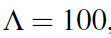 Λ = 100,